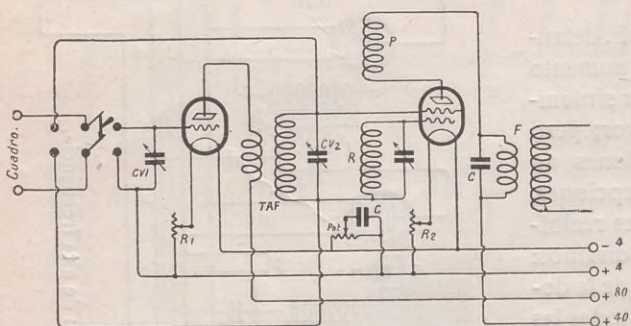 Cuadro.
CV1
R1
TAF
CV2
R
P
Pot.
C
R2
C
F
- 4
+ 4
+ 80
+ 40